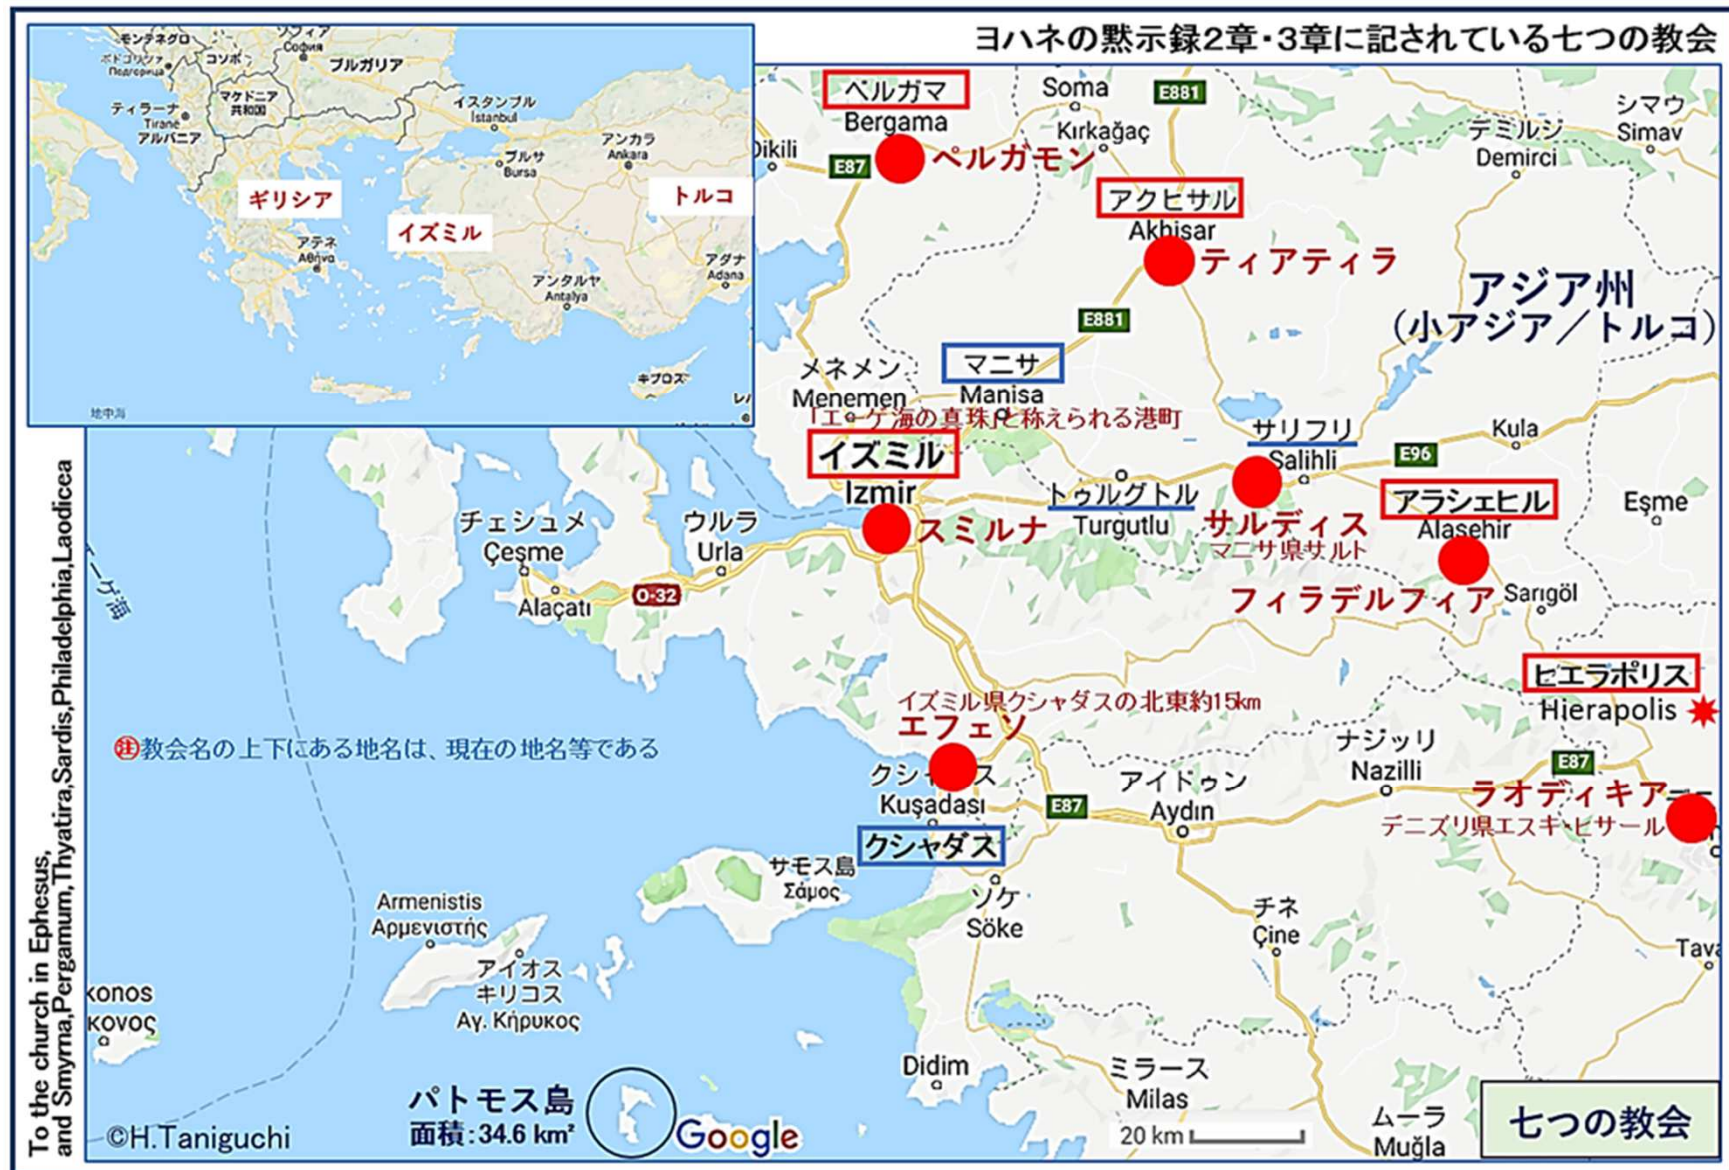 ヨハネの黙示録2章・3章に記されている七つの教会
モンテネグロ
ポドゴリツァ
Подгорица
コソボ
ソフィア
София
ブルガリア
マケドニア
共和国
ティラーナ
Tirane
アルバニア
イスタンブル
İstanbul
アンカラ
Ankara
ブルサ
Bursa
ギリシア
イズミル
トルコ
アテネ
Αθήνα
アダナ
Adana
アンタルヤ
Antalya
キプロス
地中海
ベルガマ
Bergama
ペルガモン
Dikili
E87
Soma
Kırkağaç
E881
シマウ
Simav
デミルジ
Demirci
アクヒサル
Akhisar
ティアティラ
E881
アジア州
(小アジア/トルコ)
メネメン
Menemen
マニサ
Manisa
「エーゲ海の真珠」と称えられる港町
イズミル
Izmir
スミルナ
サリフリ
Salihli
E96
Kula
トゥルグトル
Turgutlu
サルディス
マニサ県サルト
アラシェヒル
Alaşehir
フィラデルフィア
Eşme
Sarıgöl
チェシュメ
Çeşme
Alaçatı
ウルラ
Urla
O-32
ーゲ海
ヒエラポリス
Hierapolis
イズミル県クシャダスの北東約15km
エフェソ
注教会名の上下にある地名は、現在の地名等である
Kuşadası
クシャダス
E87
アイドゥン
Aydın
ナジッリ
Nazilli
E87
ラオディキア
デニズリ県エスキ・ヒサール
サモス島
Σάμος
ソケ
Söke
チネ
Çine
Armenistis
Αρμενιστής
アイオス
キリコス
Αγ. Κήρυκος
konos
κονος
Tava
Didim
ミラース
Milas
ムーラ
Muğla
パトモス島
面積:34.6 km²
Google
20 km
©H.Taniguchi
七つの教会
To the church in Ephesus,
and Smyrna,Pergamum,Thyatira,Sardis,Philadelphia,Laodicea